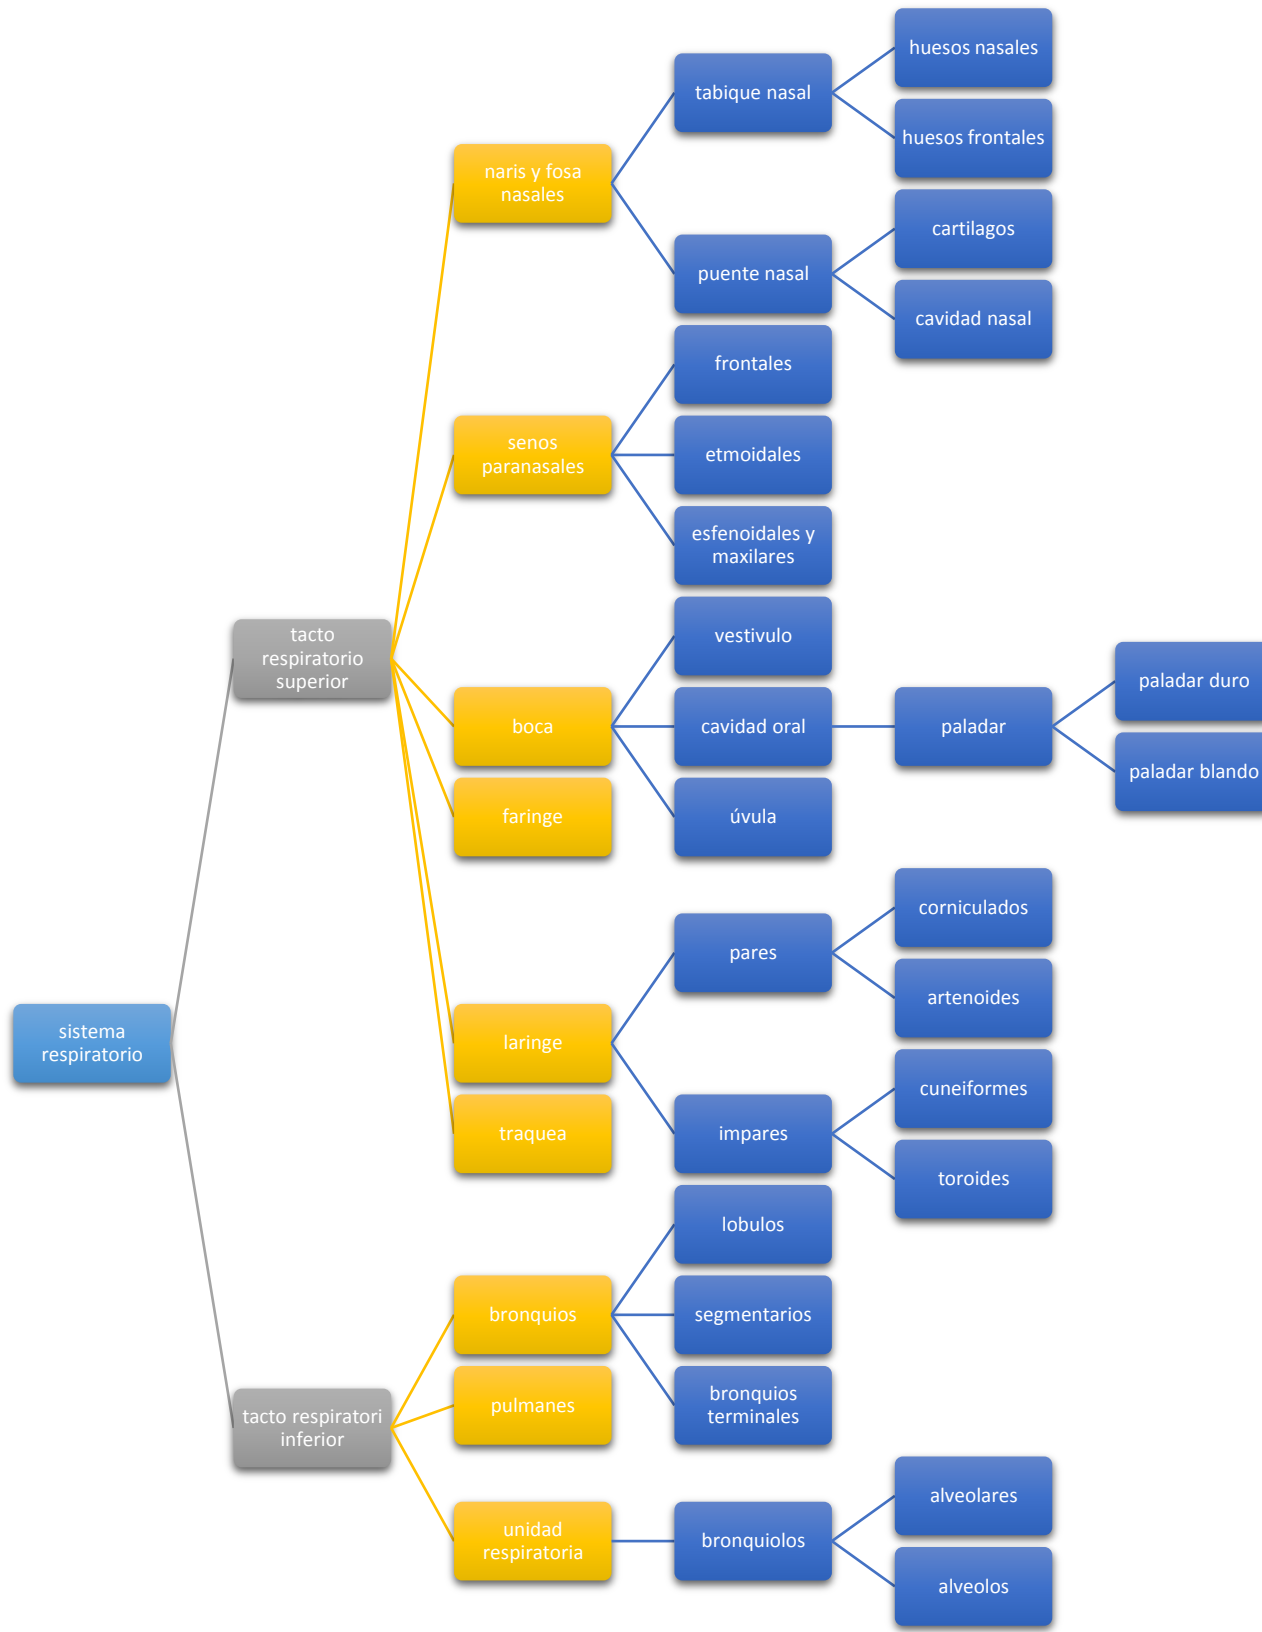 sistema
respiratorio
tacto
respiratorio
superior
naris y fosa
nasales
tabique nasal
huesos nasales
huesos frontales
puente nasal
cartilagos
cavidad nasal
senos
paranasales
frontales
etmoidales
esfenoidales y
maxilares
boca
vestivulo
cavidad oral
paladar
paladar duro
paladar blando
úvula
faringe
laringe
pares
corniculados
artenoides
impares
cuneiformes
toroides
traquea
tacto respiratori
inferior
bronquios
lobulos
segmentarios
bronquios
terminales
pulmanes
unidad
respiratoria
bronquiolos
alveolares
alveolos